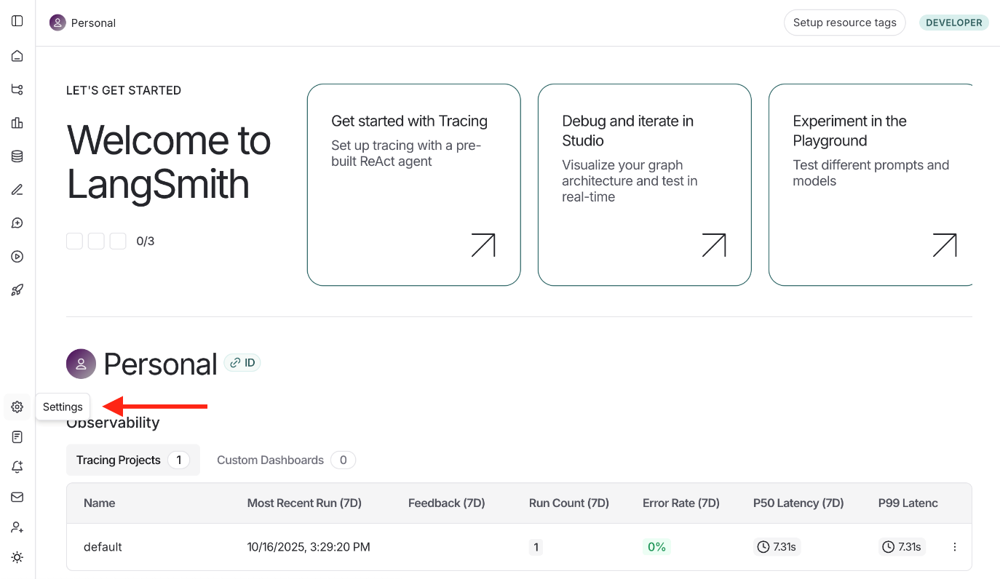 Personal
Setup resource tags
DEVELOPER
LET'S GET STARTED
Welcome to
LangSmith
0/3
Get started with Tracing
Set up tracing with a pre-
built ReAct agent
Debug and iterate in
Studio
Visualize your graph
architecture and test in
real-time
Experiment in the
Playground
Test different prompts and
models
Personal
ID
Settings
Observability
Tracing Projects 1
Custom Dashboards 0
Name Most Recent Run (7D) Feedback (7D) Run Count (7D) Error Rate (7D) P50 Latency (7D) P99 Latenc
default 10/16/2025, 3:29:20 PM 1 0% 7.31s 7.31s